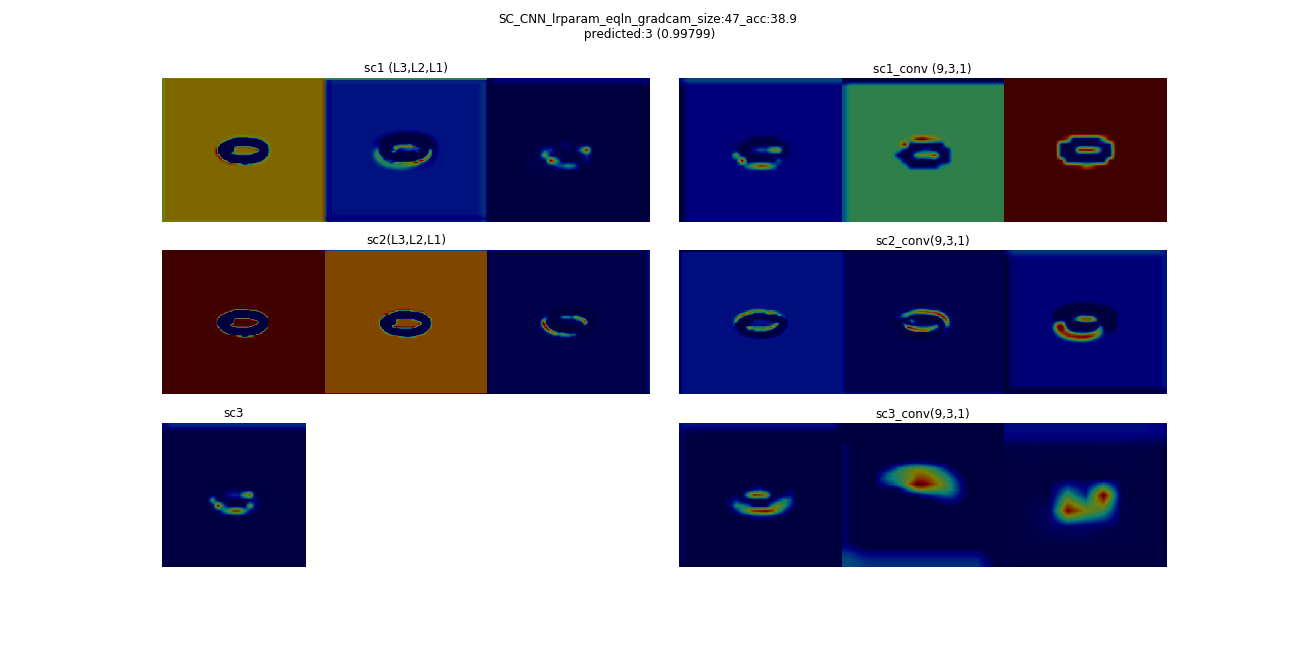 SC_CNN_lrparam_eqln_gradcam_size:47_acc:38.9
predicted:3 (0.99799)
sc1 (L3,L2,L1)
sc1_conv (9,3,1)
sc2(L3,L2,L1)
sc2_conv(9,3,1)
sc3
sc3_conv(9,3,1)